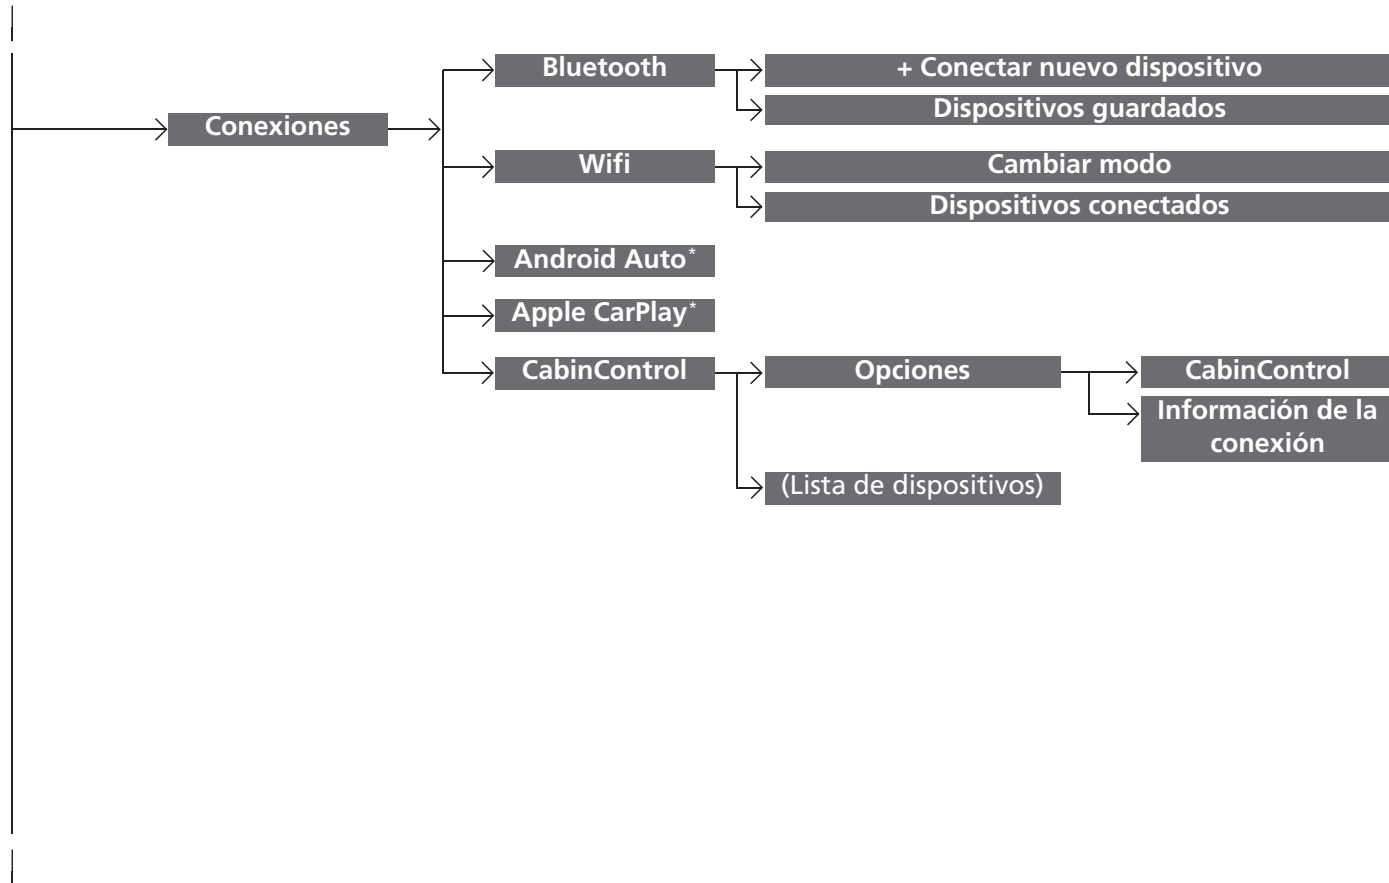 Bluetooth
+ Conectar nuevo dispositivo
Dispositivos guardados
Conexiones
Wifi
Cambiar modo
Dispositivos conectados
Android Auto*
Apple CarPlay*
CabinControl
Opciones
CabinControl
Información de la
conexión
(Lista de dispositivos)